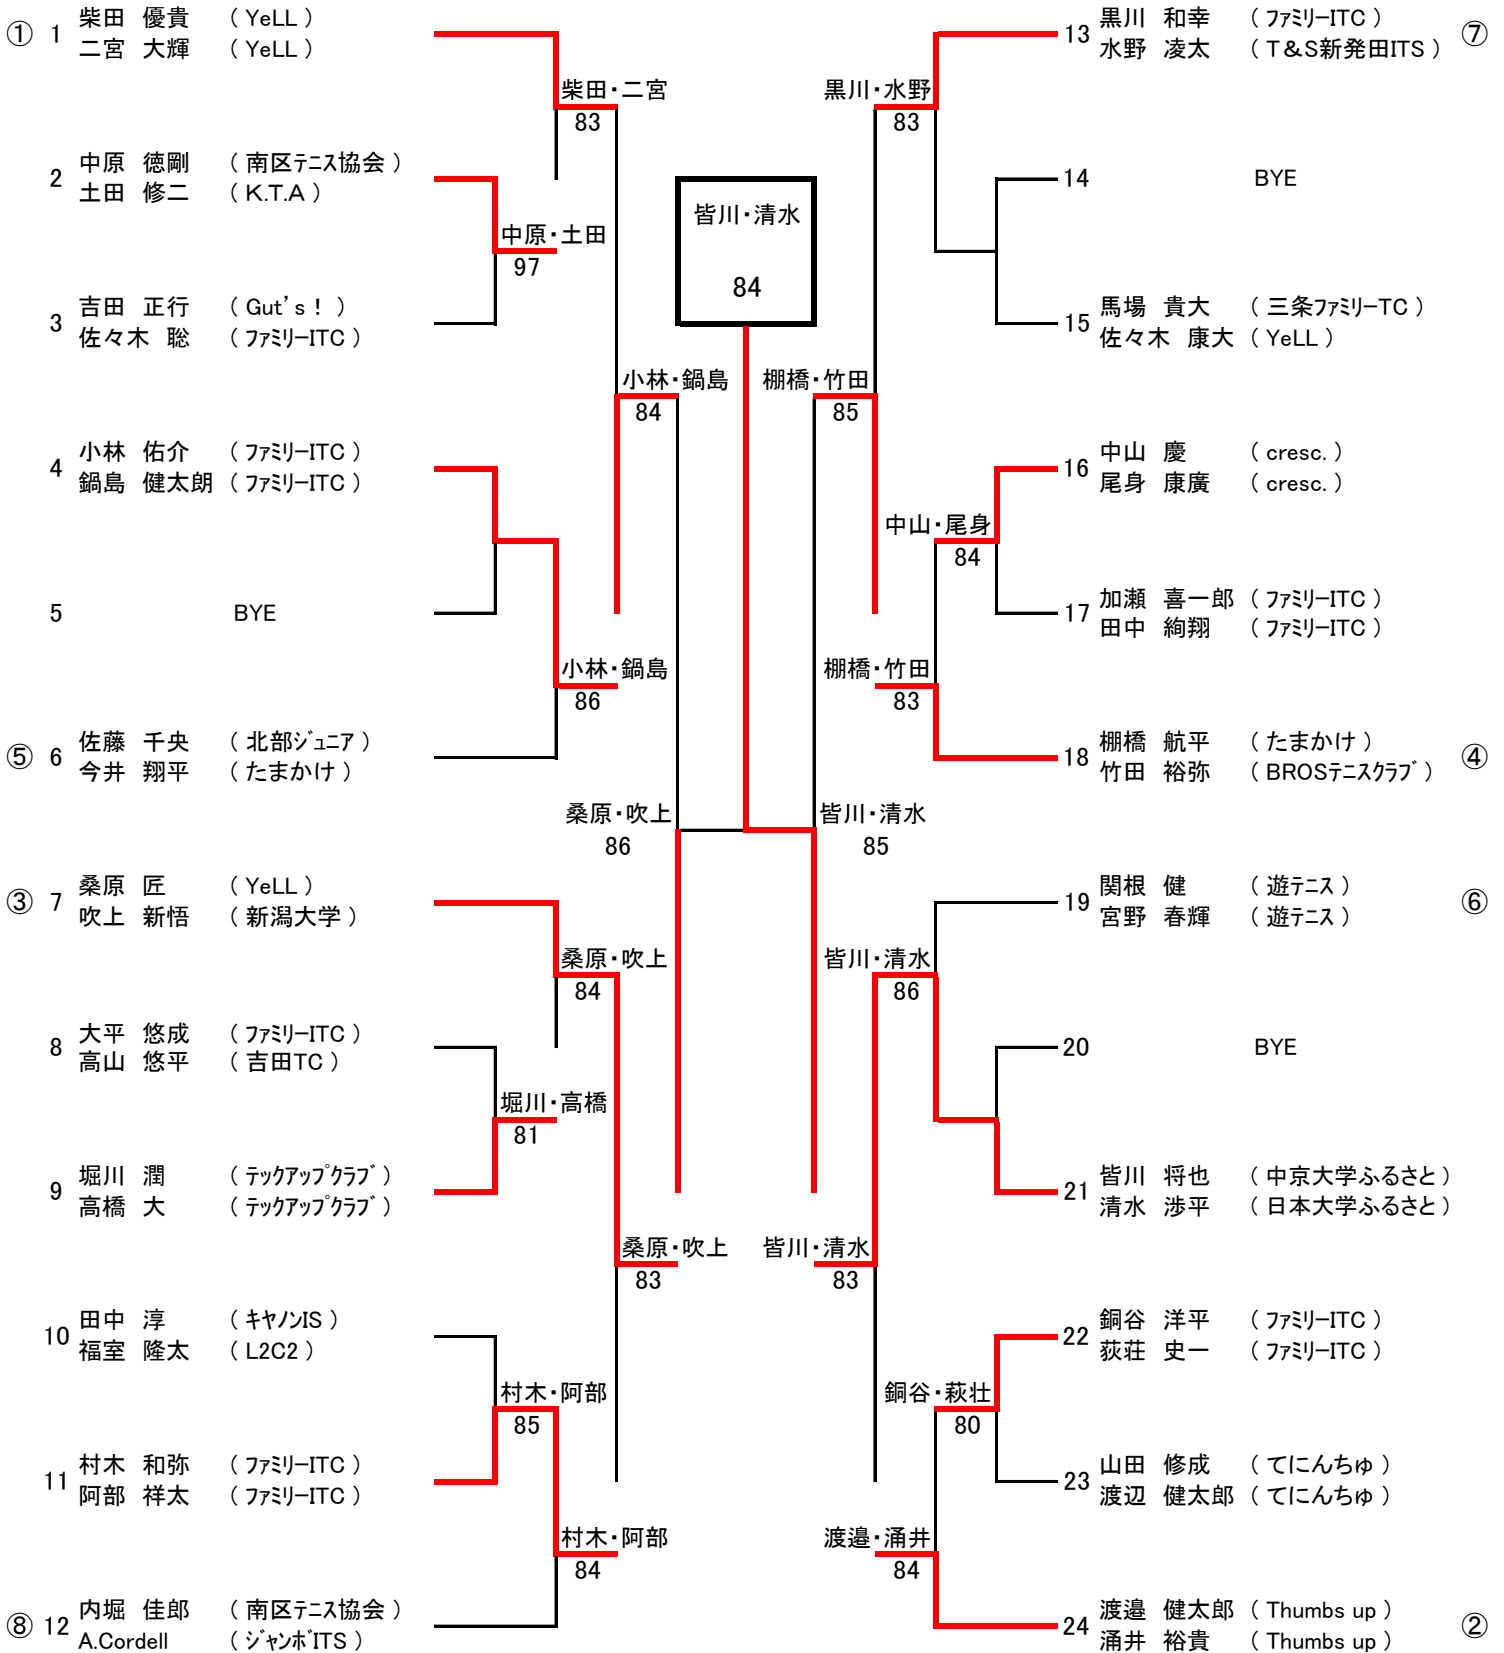 ① 1 柴田 優貴 ( YeLL )
二宮 大輝 ( YeLL )
柴田・二宮
83
2 中原 徳剛 ( 南区テニス協会 )
土田 修二 ( K.T.A )
中原・土田
97
3 吉田 正行 ( Gut's！ )
佐々木 聡 ( ファミリーITC )
小林・鍋島
84
4 小林 佑介 ( ファミリーITC )
鍋島 健太朗 ( ファミリーITC )
5 BYE
小林・鍋島
86
⑤ 6 佐藤 千央 ( 北部ジュニア )
今井 翔平 ( たまかけ )
桑原・吹上
86
③ 7 桑原 匠 ( YeLL )
吹上 新悟 ( 新潟大学 )
桑原・吹上
84
8 大平 悠成 ( ファミリーITC )
高山 悠平 ( 吉田TC )
堀川・高橋
81
9 堀川 潤 ( テックアップクラブ )
高橋 大 ( テックアップクラブ )
桑原・吹上
83
10 田中 淳 ( キヤノンIS )
福室 隆太 ( L2C2 )
村木・阿部
85
11 村木 和弥 ( ファミリーITC )
阿部 祥太 ( ファミリーITC )
村木・阿部
84
⑧ 12 内堀 佳郎 ( 南区テニス協会 )
A.Cordell ( ジャンボITS )
皆川・清水
84
13 黒川 和幸 ( ファミリーITC ) ⑦
水野 凌太 ( T＆S新発田ITS )
黒川・水野
83
14 BYE
15 馬場 貴大 ( 三条ファミリーTC )
佐々木 康大 ( YeLL )
棚橋・竹田
85
16 中山 慶 ( cresc. )
尾身 康廣 ( cresc. )
中山・尾身
84
17 加瀬 喜一郎 ( ファミリーITC )
田中 絢翔 ( ファミリーITC )
棚橋・竹田
83
18 棚橋 航平 ( たまかけ ) ④
竹田 裕弥 ( BROSテニスクラブ )
皆川・清水
85
19 関根 健 ( 遊テニス ) ⑥
宮野 春輝 ( 遊テニス )
皆川・清水
86
20 BYE
21 皆川 将也 ( 中京大学ふるさと )
清水 渉平 ( 日本大学ふるさと )
皆川・清水
83
22 銅谷 洋平 ( ファミリーITC )
荻荘 史一 ( ファミリーITC )
銅谷・萩壮
80
23 山田 修成 ( てにんちゅ )
渡辺 健太郎 ( てにんちゅ )
渡邉・涌井
84
24 渡邉 健太郎 ( Thumbs up ) ②
涌井 裕貴 ( Thumbs up )